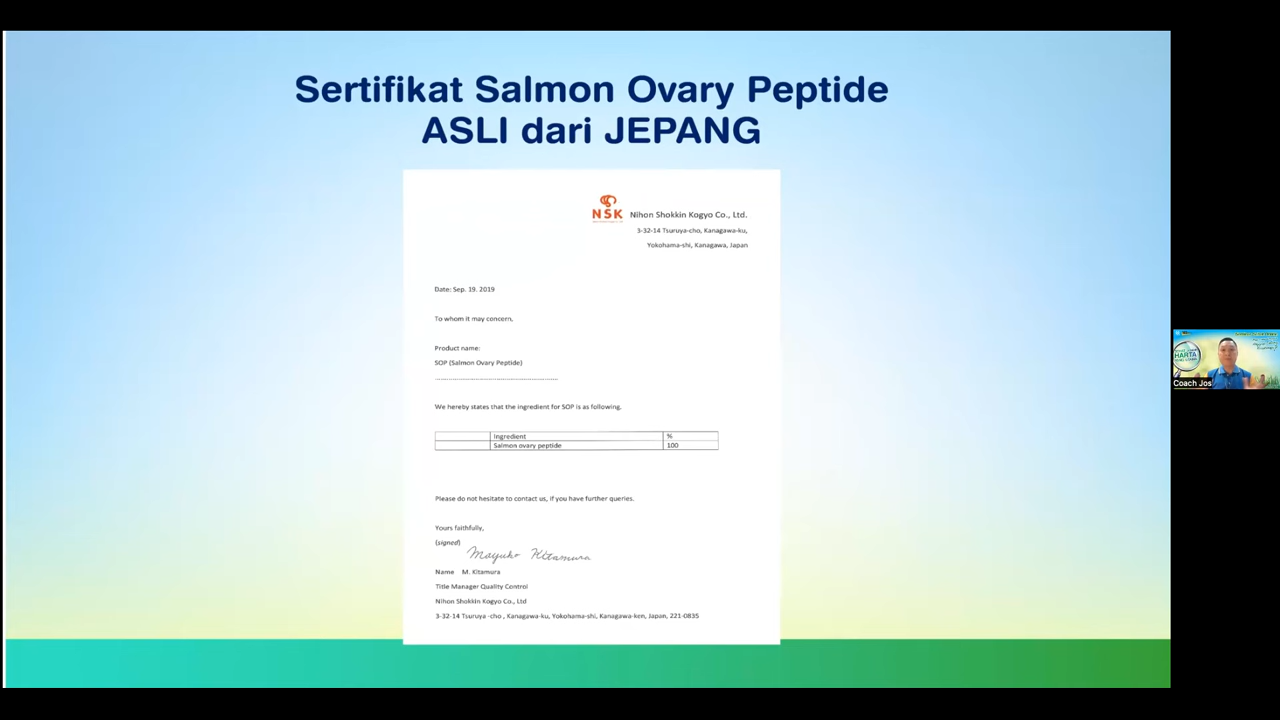 Sertifikat Salmon Ovary Peptide
ASLI dari JEPANG
NSK
Nihon Shokkin Kogyo Co., Ltd.
3-32-14 Tsuruya-cho, Kanagawa-ku,
Yokohama-shi, Kanagawa, Japan
Date: Sep. 19. 2019
To whom it may concern,
Product name:
SOP (Salmon Ovary Peptide)
We hereby states that the ingredient for SOP is as following.
Ingredient %
Salmon ovary peptide 100
Please do not hesitate to contact us, if you have further queries.
Yours faithfully,
(signed)
Mayuko Kitamura
Name M. Kitamura
Title Manager Quality Control
Nihon Shokkin Kogyo Co., Ltd
3-32-14 Tsuruya -cho , Kanagawa-ku, Yokohama-shi, Kanagawa-ken, Japan, 221-0835
HARTA
Coach Jos